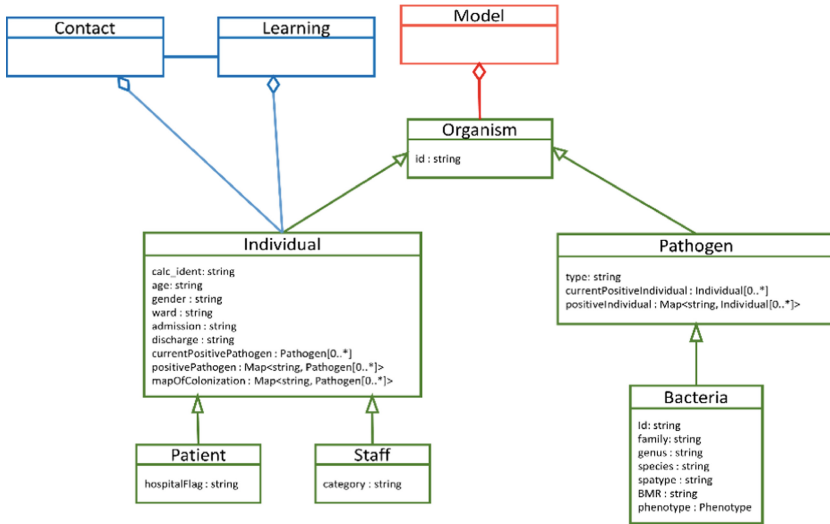 Contact
Learning
Model
Organism
id : string
Individual
calc_ident: string
age: string
gender : string
ward : string
admission : string
discharge : string
currentPositivePathogen : Pathogen[0..*]
positivePathogen : Map<string, Pathogen[0..*]>
mapOfColonization : Map<string, Pathogen[0..*]>
Pathogen
type: string
currentPositiveIndividual : Individual[0..*]
positiveIndividual : Map<string, Individual[0..*]>
Patient
hospitalFlag : string
Staff
category : string
Bacteria
Id: string
family: string
genus : string
species : string
spatype : string
BMR : string
phenotype : Phenotype